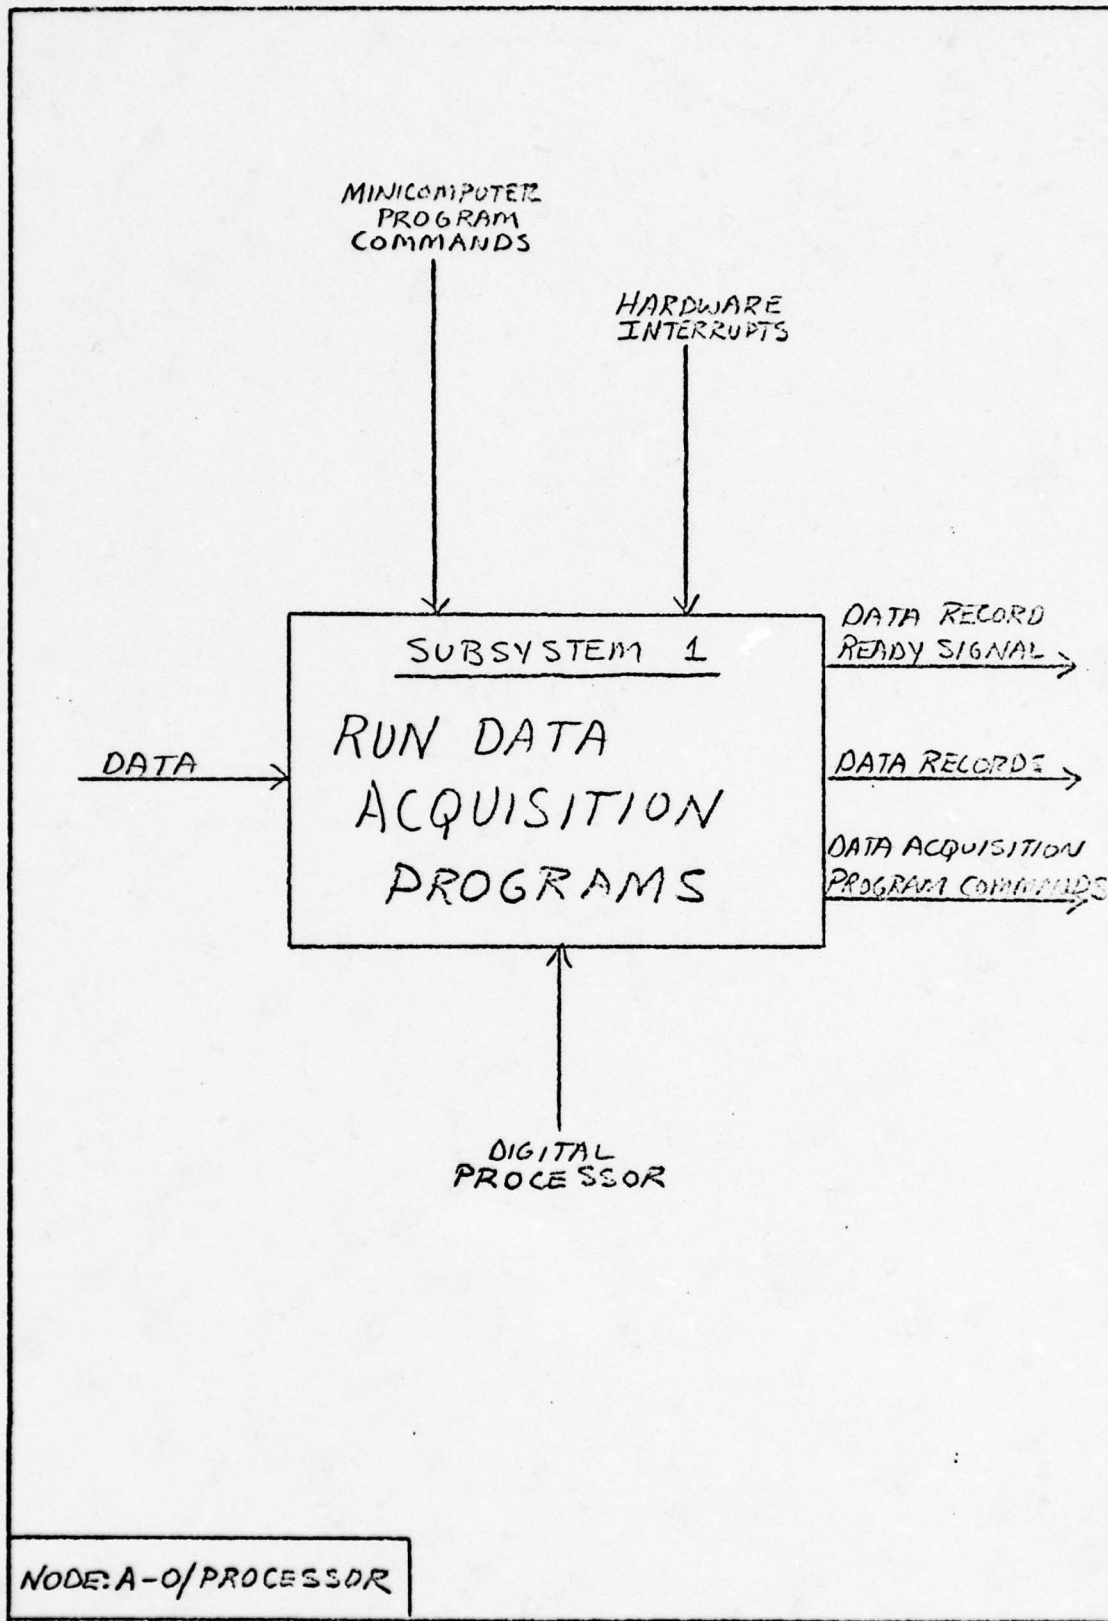 MINICOMPUTER
PROGRAM
COMMANDS
HARDWARE
INTERRUPTS
SUBSYSTEM 1
RUN DATA
ACQUISITION
PROGRAMS
DATA
DATA RECORD
READY SIGNAL
DATA RECORDS
DATA ACQUISITION
PROGRAM COMMANDS
DIGITAL
PROCESSOR
NODE: A-0/PROCESSOR